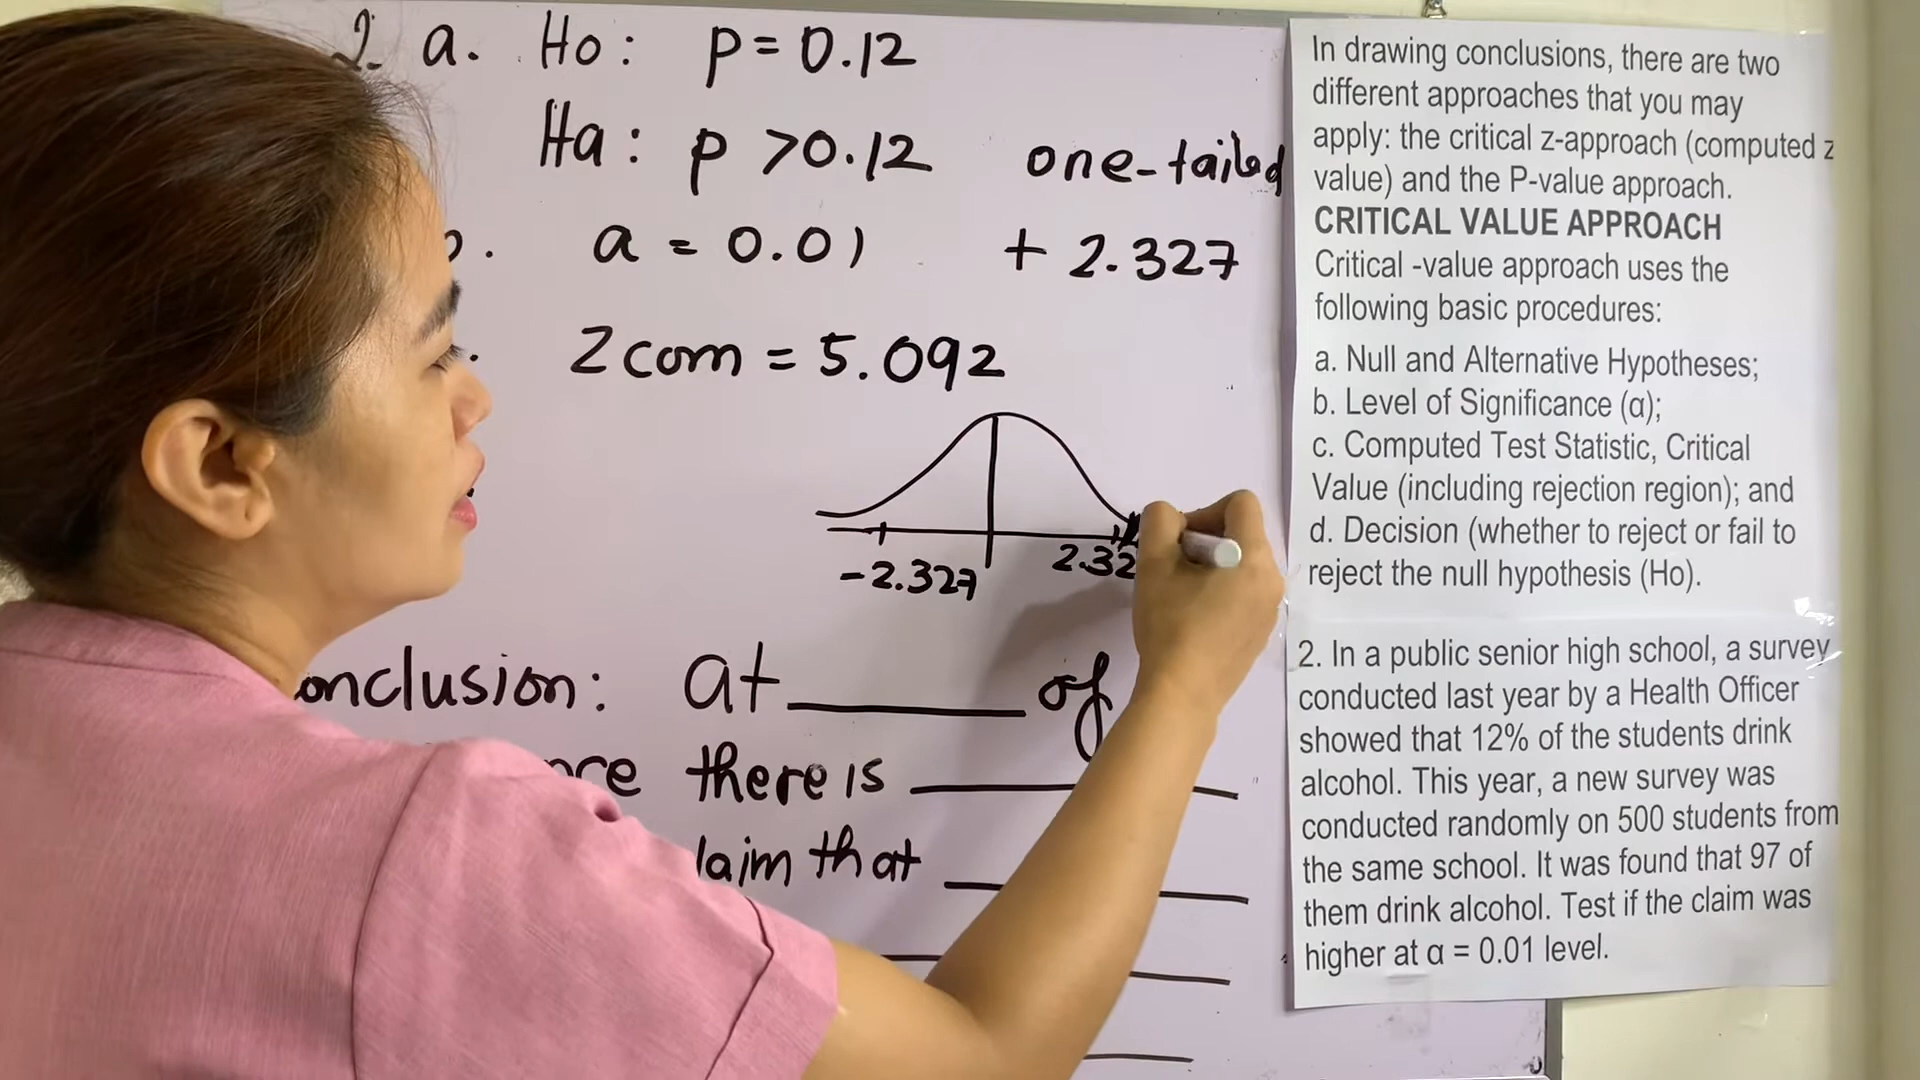 2. a. Ho: p = 0.12
Ha: p > 0.12 one-tailed
a = 0.01 + 2.327
Z com = 5.092
-2.327 2.32
onclusion: at ______ of
there is ______
laim that ______
In drawing conclusions, there are two
different approaches that you may
apply: the critical z-approach (computed z
value) and the P-value approach.
CRITICAL VALUE APPROACH
Critical -value approach uses the
following basic procedures:
a. Null and Alternative Hypotheses;
b. Level of Significance (α);
c. Computed Test Statistic, Critical
Value (including rejection region); and
d. Decision (whether to reject or fail to
reject the null hypothesis (Ho).
2. In a public senior high school, a survey
conducted last year by a Health Officer
showed that 12% of the students drink
alcohol. This year, a new survey was
conducted randomly on 500 students from
the same school. It was found that 97 of
them drink alcohol. Test if the claim was
higher at α = 0.01 level.